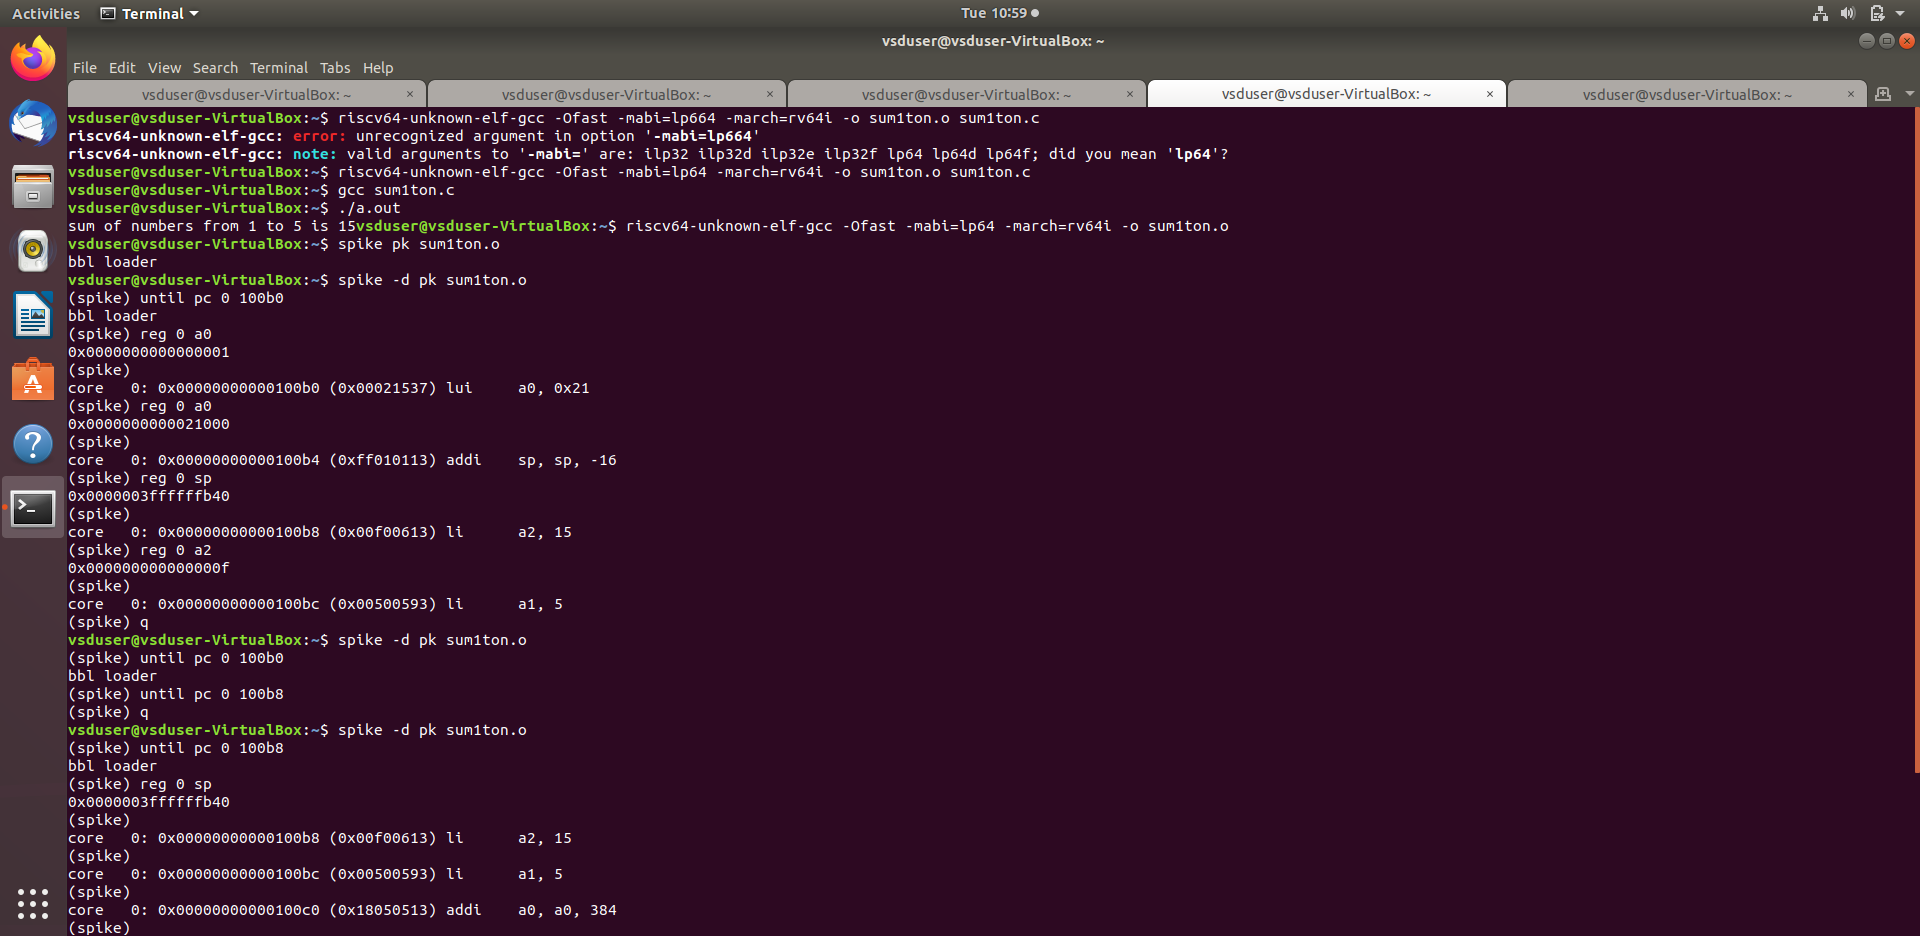 Activities Terminal Tue 10:59
vsduser@vsduser-VirtualBox: ~
File Edit View Search Terminal Tabs Help
vsduser@vsduser-VirtualBox: ~ × vsduser@vsduser-VirtualBox: ~ × vsduser@vsduser-VirtualBox: ~ × vsduser@vsduser-VirtualBox: ~ × vsduser@vsduser-VirtualBox: ~ ×
vsduser@vsduser-VirtualBox:~$ riscv64-unknown-elf-gcc -Ofast -mabi=lp664 -march=rv64i -o sum1ton.o sum1ton.c
riscv64-unknown-elf-gcc: error: unrecognized argument in option '-mabi=lp664'
riscv64-unknown-elf-gcc: note: valid arguments to '-mabi=' are: ilp32 ilp32d ilp32e ilp32f lp64 lp64d lp64f; did you mean 'lp64'?
vsduser@vsduser-VirtualBox:~$ riscv64-unknown-elf-gcc -Ofast -mabi=lp64 -march=rv64i -o sum1ton.o sum1ton.c
vsduser@vsduser-VirtualBox:~$ gcc sum1ton.c
vsduser@vsduser-VirtualBox:~$ ./a.out
sum of numbers from 1 to 5 is 15vsduser@vsduser-VirtualBox:~$ riscv64-unknown-elf-gcc -Ofast -mabi=lp64 -march=rv64i -o sum1ton.o
vsduser@vsduser-VirtualBox:~$ spike pk sum1ton.o
bbl loader
vsduser@vsduser-VirtualBox:~$ spike -d pk sum1ton.o
(spike) until pc 0 100b0
bbl loader
(spike) reg 0 a0
0x0000000000000001
(spike)
core   0: 0x00000000000100b0 (0x00021537) lui     a0, 0x21
(spike) reg 0 a0
0x0000000000021000
(spike)
core   0: 0x00000000000100b4 (0xff010113) addi    sp, sp, -16
(spike) reg 0 sp
0x0000003ffffffb40
(spike)
core   0: 0x00000000000100b8 (0x00f00613) li      a2, 15
(spike) reg 0 a2
0x000000000000000f
(spike)
core   0: 0x00000000000100bc (0x00500593) li      a1, 5
(spike) q
vsduser@vsduser-VirtualBox:~$ spike -d pk sum1ton.o
(spike) until pc 0 100b0
bbl loader
(spike) until pc 0 100b8
(spike) q
vsduser@vsduser-VirtualBox:~$ spike -d pk sum1ton.o
(spike) until pc 0 100b8
bbl loader
(spike) reg 0 sp
0x0000003ffffffb40
(spike)
core   0: 0x00000000000100b8 (0x00f00613) li      a2, 15
(spike)
core   0: 0x00000000000100bc (0x00500593) li      a1, 5
(spike)
core   0: 0x00000000000100c0 (0x18050513) addi    a0, a0, 384
(spike)